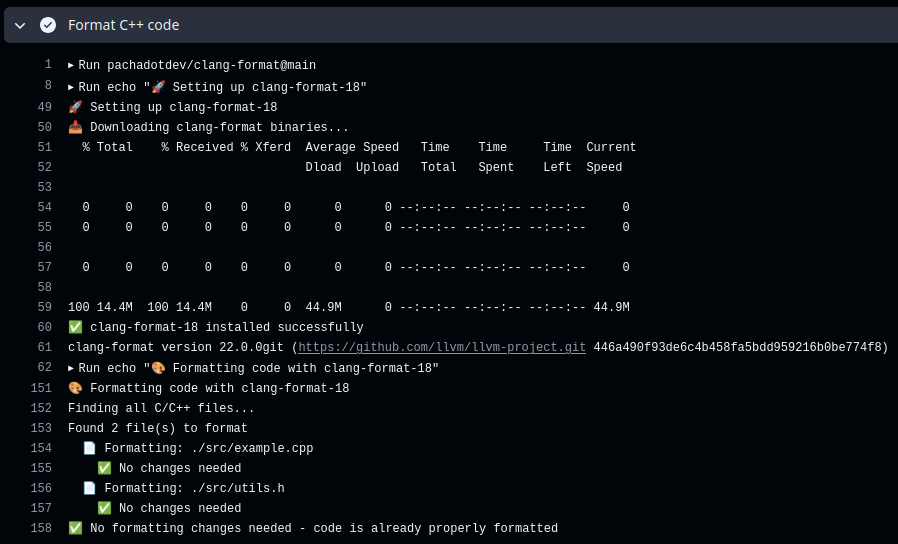 Format C++ code
1 ▶ Run pachadotdev/clang-format@main
8 ▶ Run echo "🚀 Setting up clang-format-18"
49 🚀 Setting up clang-format-18
50 📥 Downloading clang-format binaries...
51 % Total % Received % Xferd Average Speed Time Time Time Current
52 Dload Upload Total Spent Left Speed
53
54 0 0 0 0 0 0 0 0 --:--:-- --:--:-- --:--:-- 0
55 0 0 0 0 0 0 0 0 --:--:-- --:--:-- --:--:-- 0
56
57 0 0 0 0 0 0 0 0 --:--:-- --:--:-- --:--:-- 0
58
59 100 14.4M 100 14.4M 0 0 44.9M 0 --:--:-- --:--:-- --:--:-- 44.9M
60 ✅ clang-format-18 installed successfully
61 clang-format version 22.0.0git (https://github.com/llvm/llvm-project.git 446a490f93de6c4b458fa5bdd959216b0be774f8)
62 ▶ Run echo "🎨 Formatting code with clang-format-18"
151 🎨 Formatting code with clang-format-18
152 Finding all C/C++ files...
153 Found 2 file(s) to format
154 📄 Formatting: ./src/example.cpp
155 ✅ No changes needed
156 📄 Formatting: ./src/utils.h
157 ✅ No changes needed
158 ✅ No formatting changes needed - code is already properly formatted